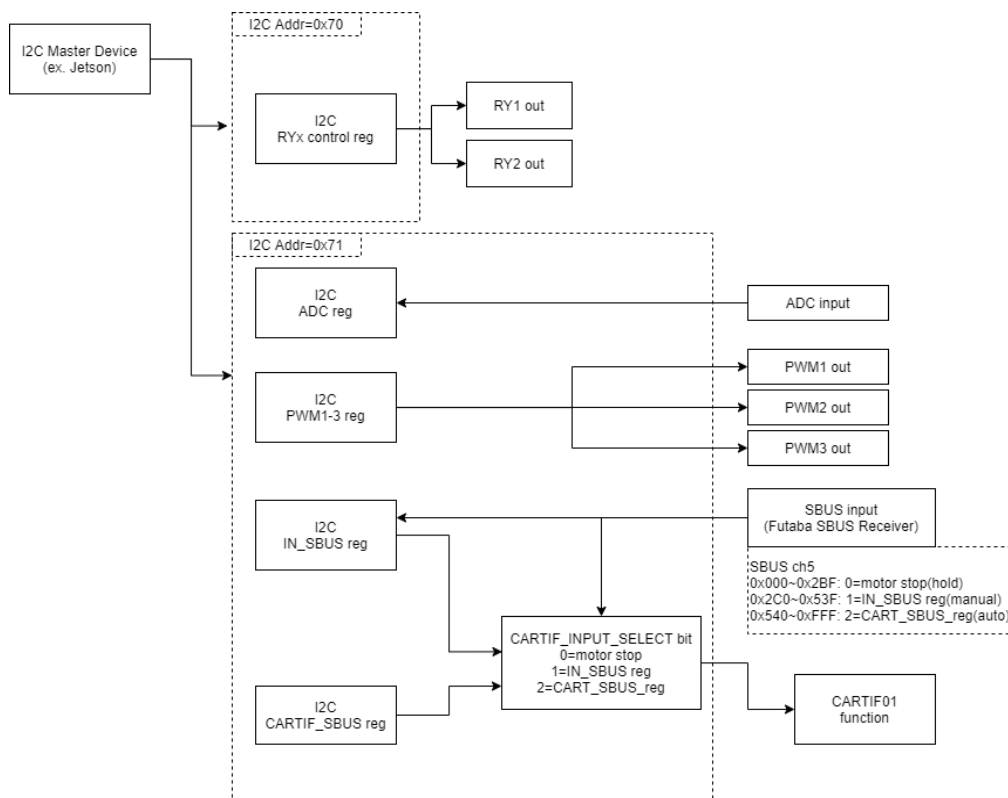 I2C Master Device
(ex. Jetson)
I2C Addr=0x70
I2C
RYx control reg
RY1 out
RY2 out
I2C Addr=0x71
I2C
ADC reg
ADC input
I2C
PWM1-3 reg
PWM1 out
PWM2 out
PWM3 out
I2C
IN_SBUS reg
SBUS input
(Futaba SBUS Receiver)
SBUS ch5
0x000~0x2BF: 0=motor stop(hold)
0x2C0~0x53F: 1=IN_SBUS reg(manual)
0x540~0xFFF: 2=CART_SBUS_reg(auto)
CARTIF_INPUT_SELECT bit
0=motor stop
1=IN_SBUS reg
2=CART_SBUS_reg
I2C
CARTIF_SBUS reg
CARTIF01
function